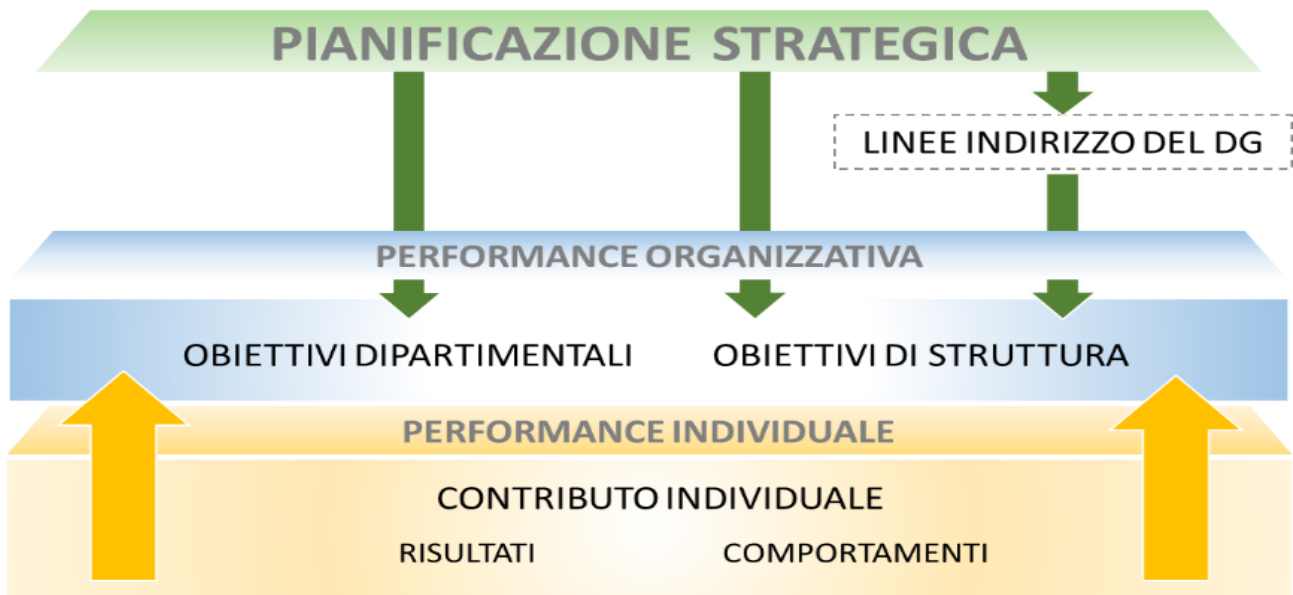 PIANIFICAZIONE STRATEGICA
LINEE INDIRIZZO DEL DG
PERFORMANCE ORGANIZZATIVA
OBIETTIVI DIPARTIMENTALI
OBIETTIVI DI STRUTTURA
PERFORMANCE INDIVIDUALE
CONTRIBUTO INDIVIDUALE
RISULTATI
COMPORTAMENTI